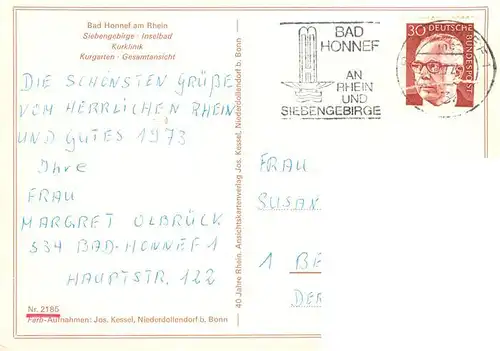 Bad Honnef am Rhein
Siebengebirge · Inselbad
Kurklinik
Kurgarten · Gesamtansicht
DIE SCHÖNSTEN GRÜßE
VOM HERRLICHEN RHEIN
UND GUTES 1973
Ihre
FRAU
MARGRET OLBRÜCK
534 BAD-HONNEF 1
HAUPTSTR. 122
Nr. 2185
Farb-Aufnahmen: Jos. Kessel, Niederdollendorf b. Bonn
40 Jahre Rhein. Ansichtskartenverlag Jos. Kessel, Niederdollendorf b. Bonn
BAD
HONNEF
AN
RHEIN
UND
SIEBENGEBIRGE
30
DEUTSCHE
BUNDESPOST
FRAU
SUSAN
1 BE
DER